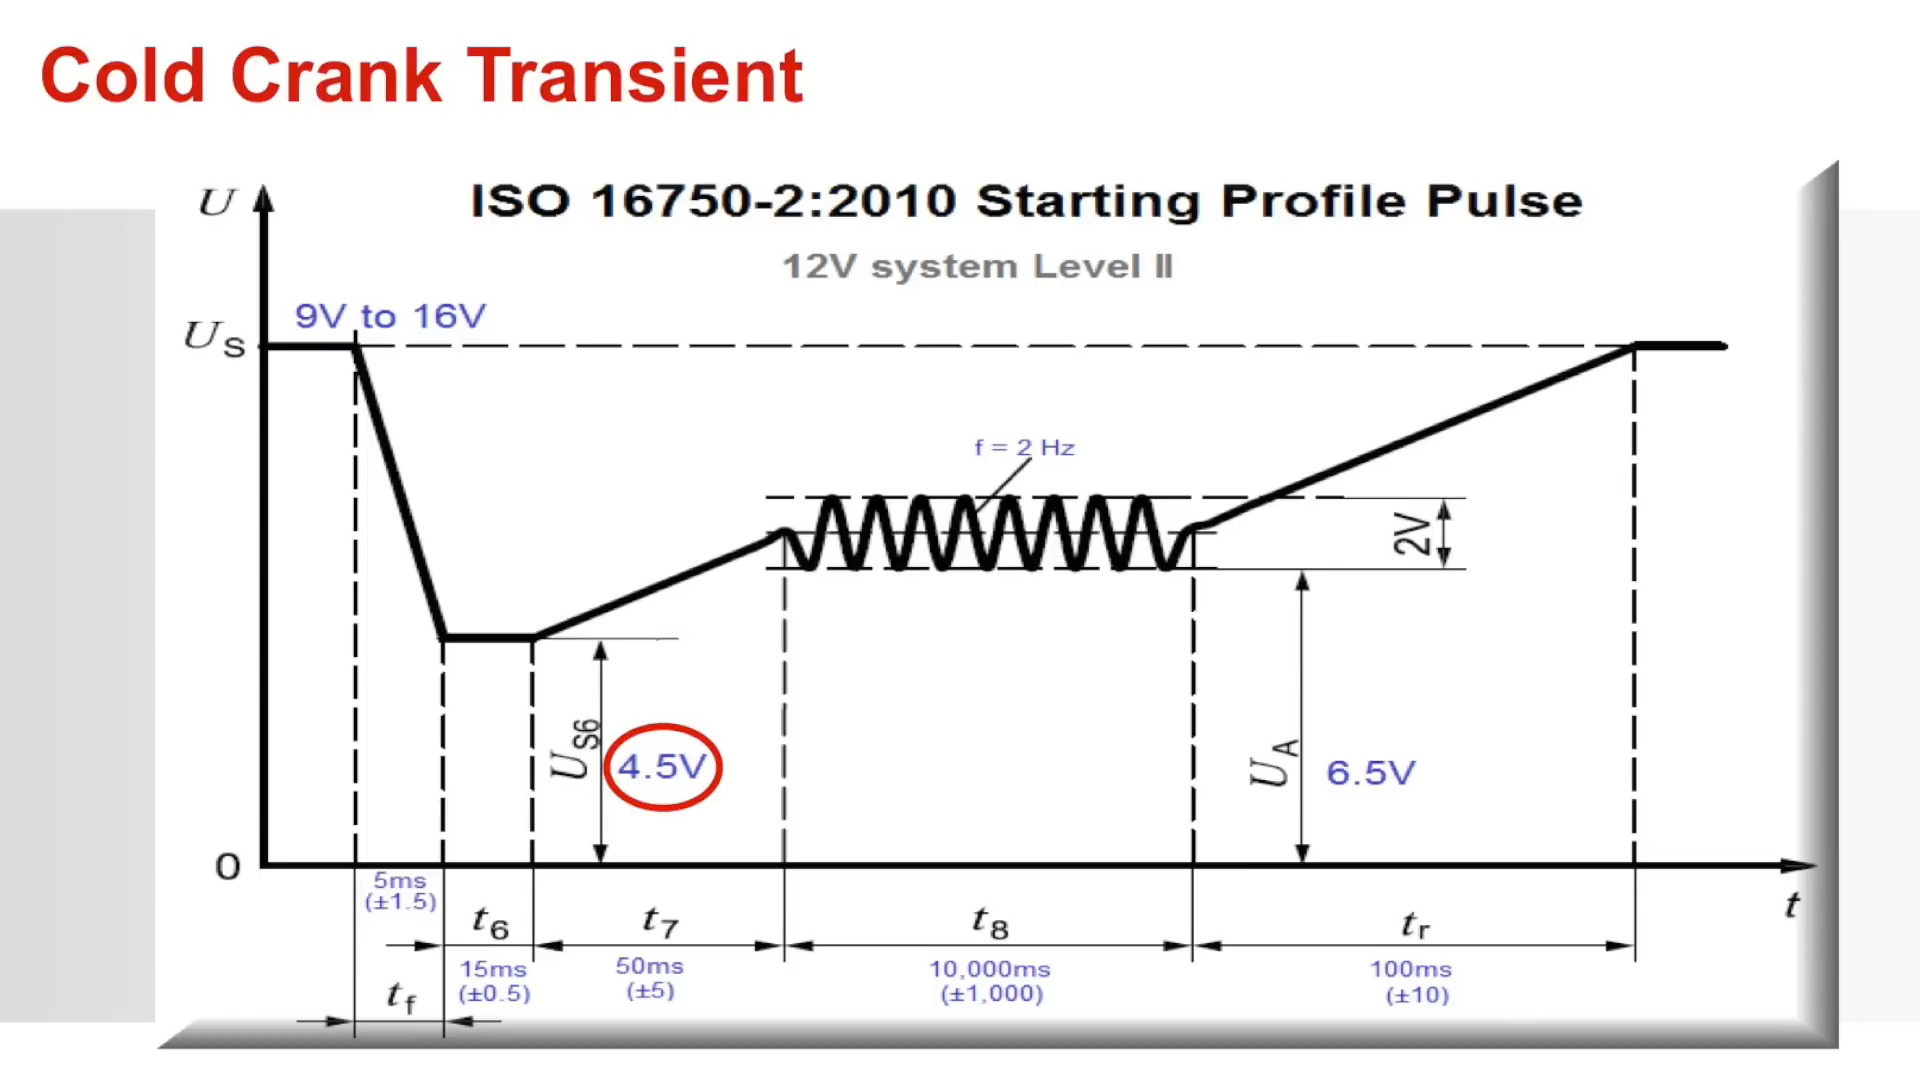 Cold Crank Transient
ISO 16750-2:2010 Starting Profile Pulse
12V system Level II
U
9V to 16V
US
f = 2 Hz
2V
US6
4.5V
UA
6.5V
0
t
5ms
(±1.5)
t6
t7
t8
tr
15ms
(±0.5)
50ms
(±5)
10,000ms
(±1,000)
100ms
(±10)
tf